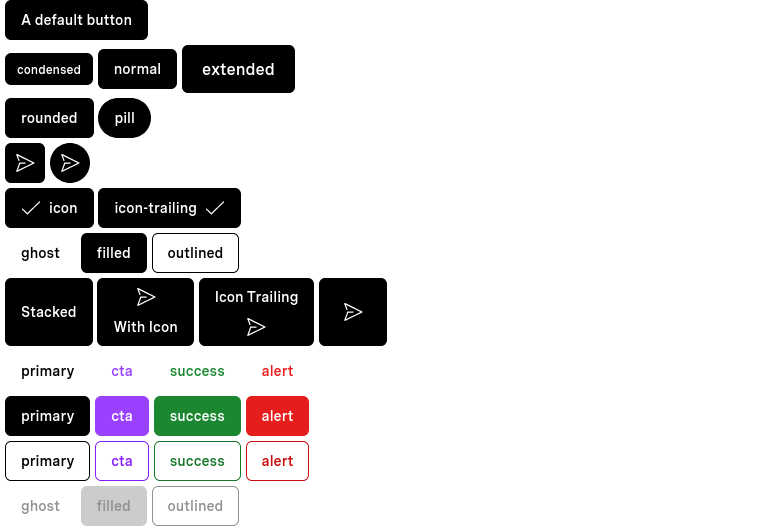 A default button
condensed normal extended
rounded pill
icon icon-trailing
ghost filled outlined
Stacked With Icon Icon Trailing
primary cta success alert
primary cta success alert
primary cta success alert
ghost filled outlined